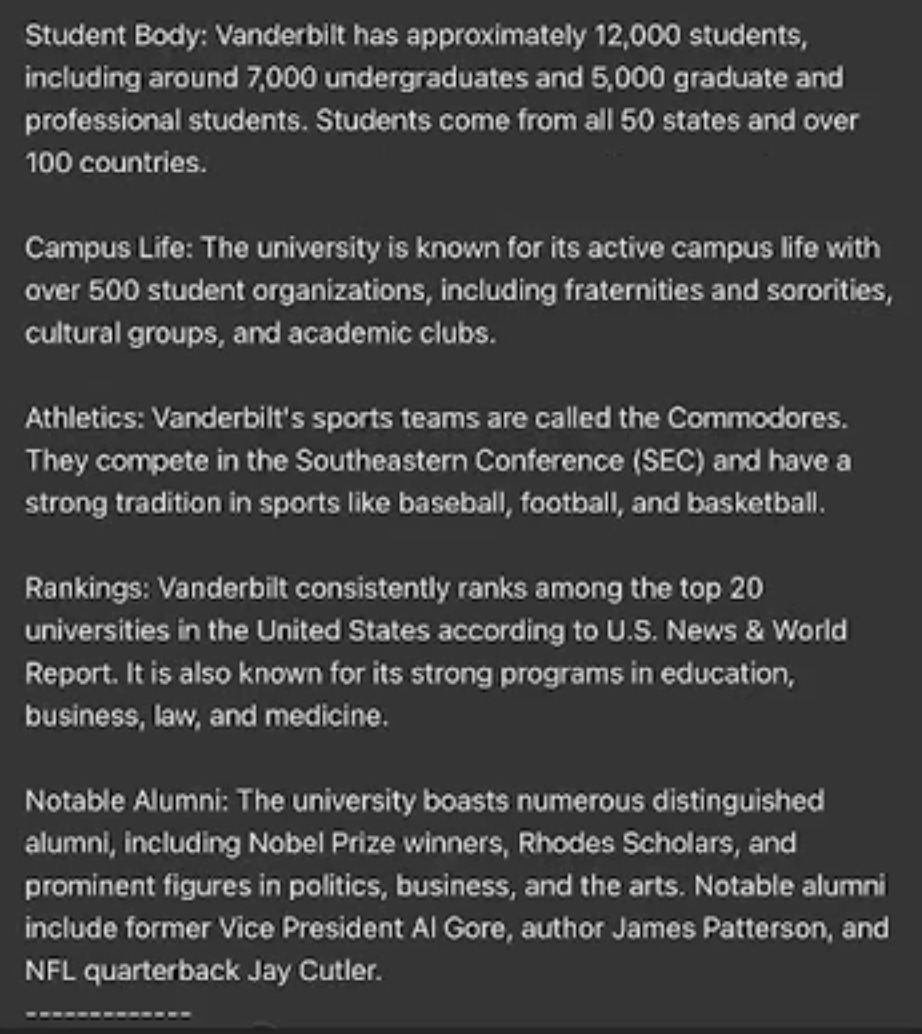 Student Body: Vanderbilt has approximately 12,000 students,
including around 7,000 undergraduates and 5,000 graduate and
professional students. Students come from all 50 states and over
100 countries.
Campus Life: The university is known for its active campus life with
over 500 student organizations, including fraternities and sororities,
cultural groups, and academic clubs.
Athletics: Vanderbilt's sports teams are called the Commodores.
They compete in the Southeastern Conference (SEC) and have a
strong tradition in sports like baseball, football, and basketball.
Rankings: Vanderbilt consistently ranks among the top 20
universities in the United States according to U.S. News & World
Report. It is also known for its strong programs in education,
business, law, and medicine.
Notable Alumni: The university boasts numerous distinguished
alumni, including Nobel Prize winners, Rhodes Scholars, and
prominent figures in politics, business, and the arts. Notable alumni
include former Vice President Al Gore, author James Patterson, and
NFL quarterback Jay Cutler.
-------------